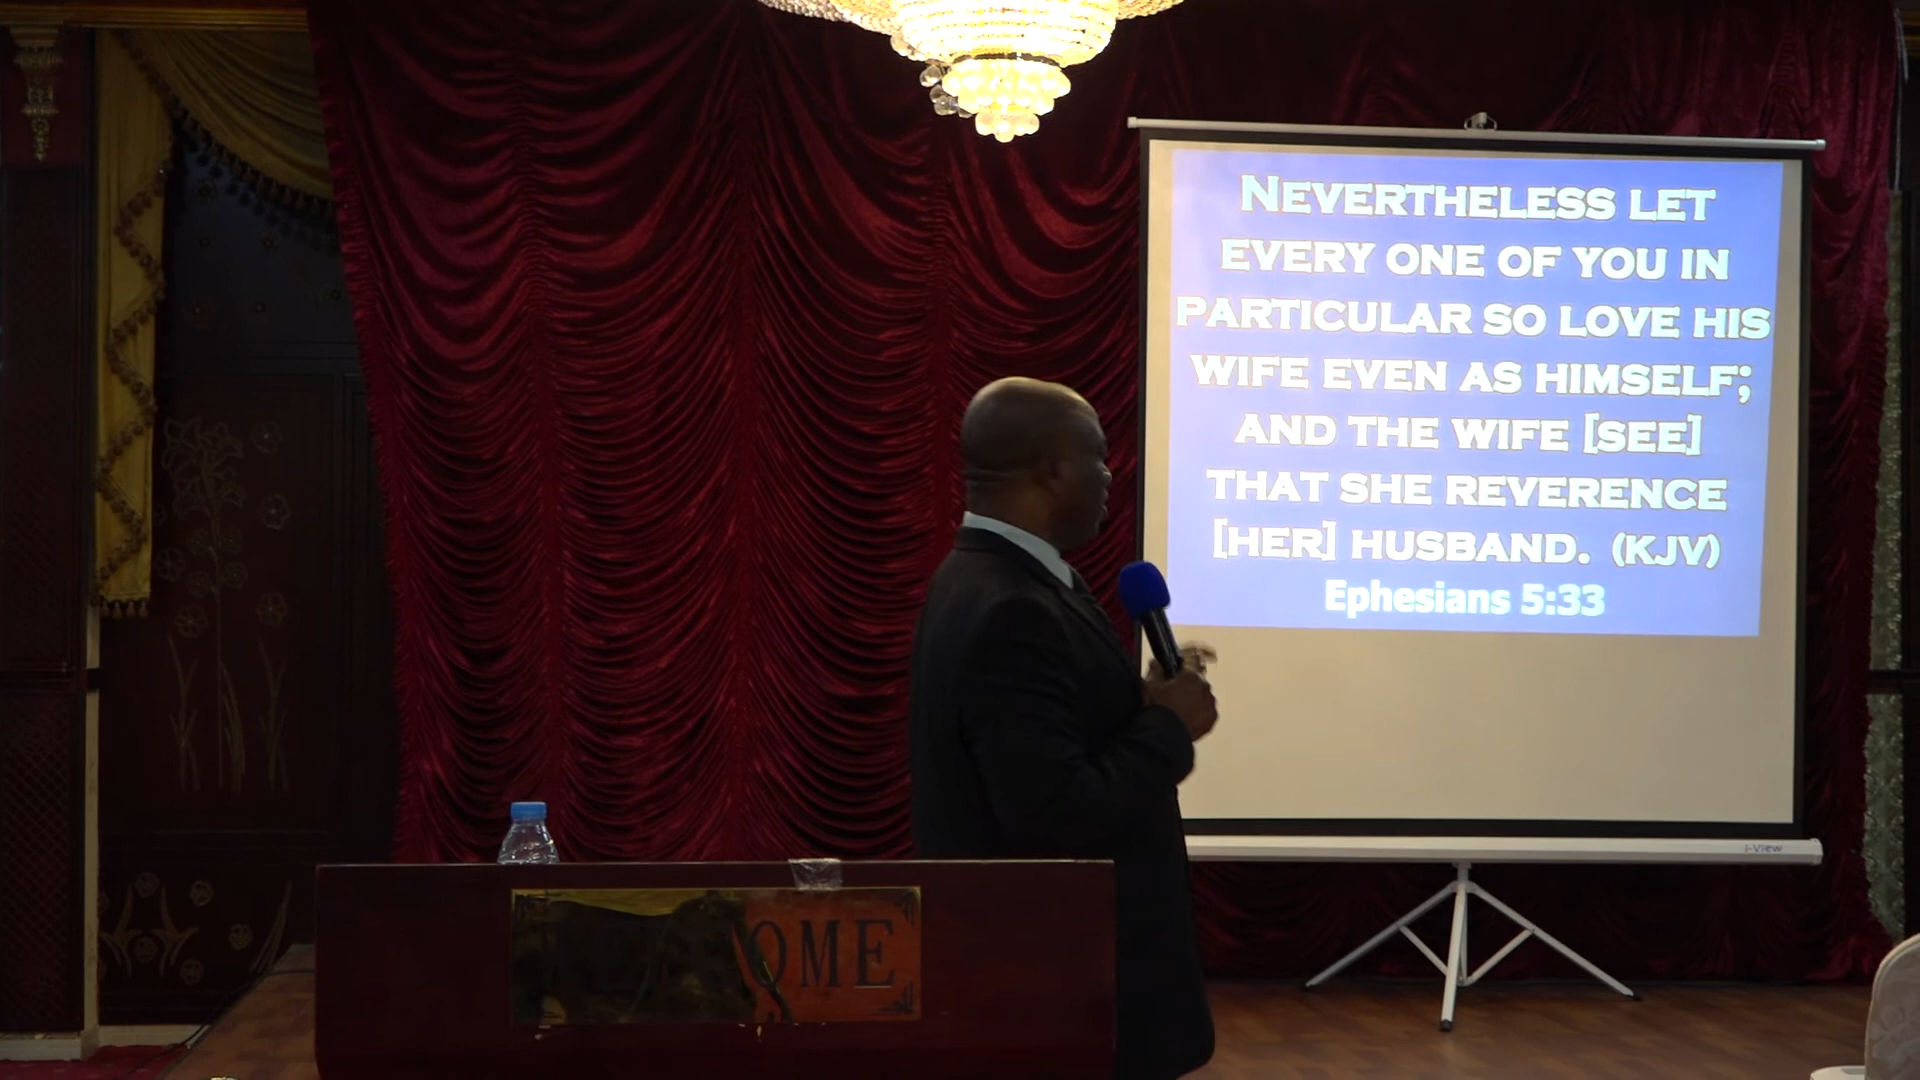 NEVERTHELESS LET
EVERY ONE OF YOU IN
PARTICULAR SO LOVE HIS
WIFE EVEN AS HIMSELF;
AND THE WIFE [SEE]
THAT SHE REVERENCE
[HER] HUSBAND. (KJV)
Ephesians 5:33
i-View
OME